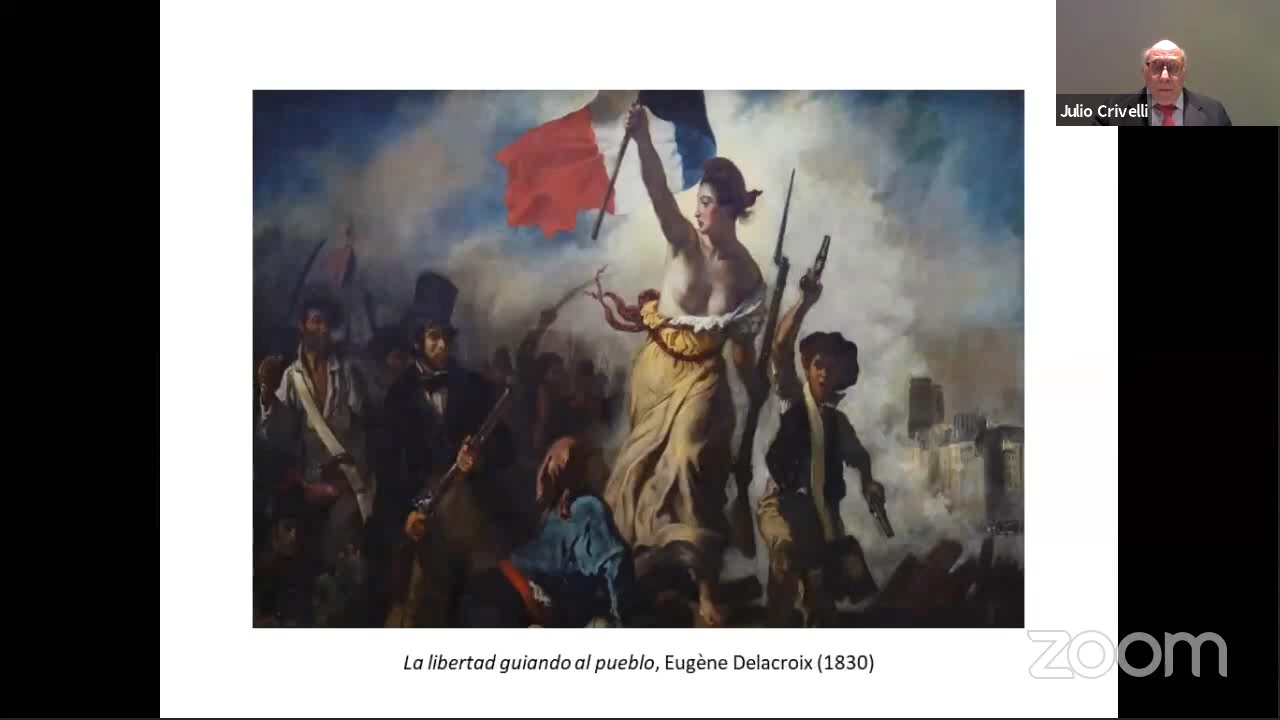 Julio Crivelli
La libertad guiando al pueblo, Eugène Delacroix (1830)
zoom